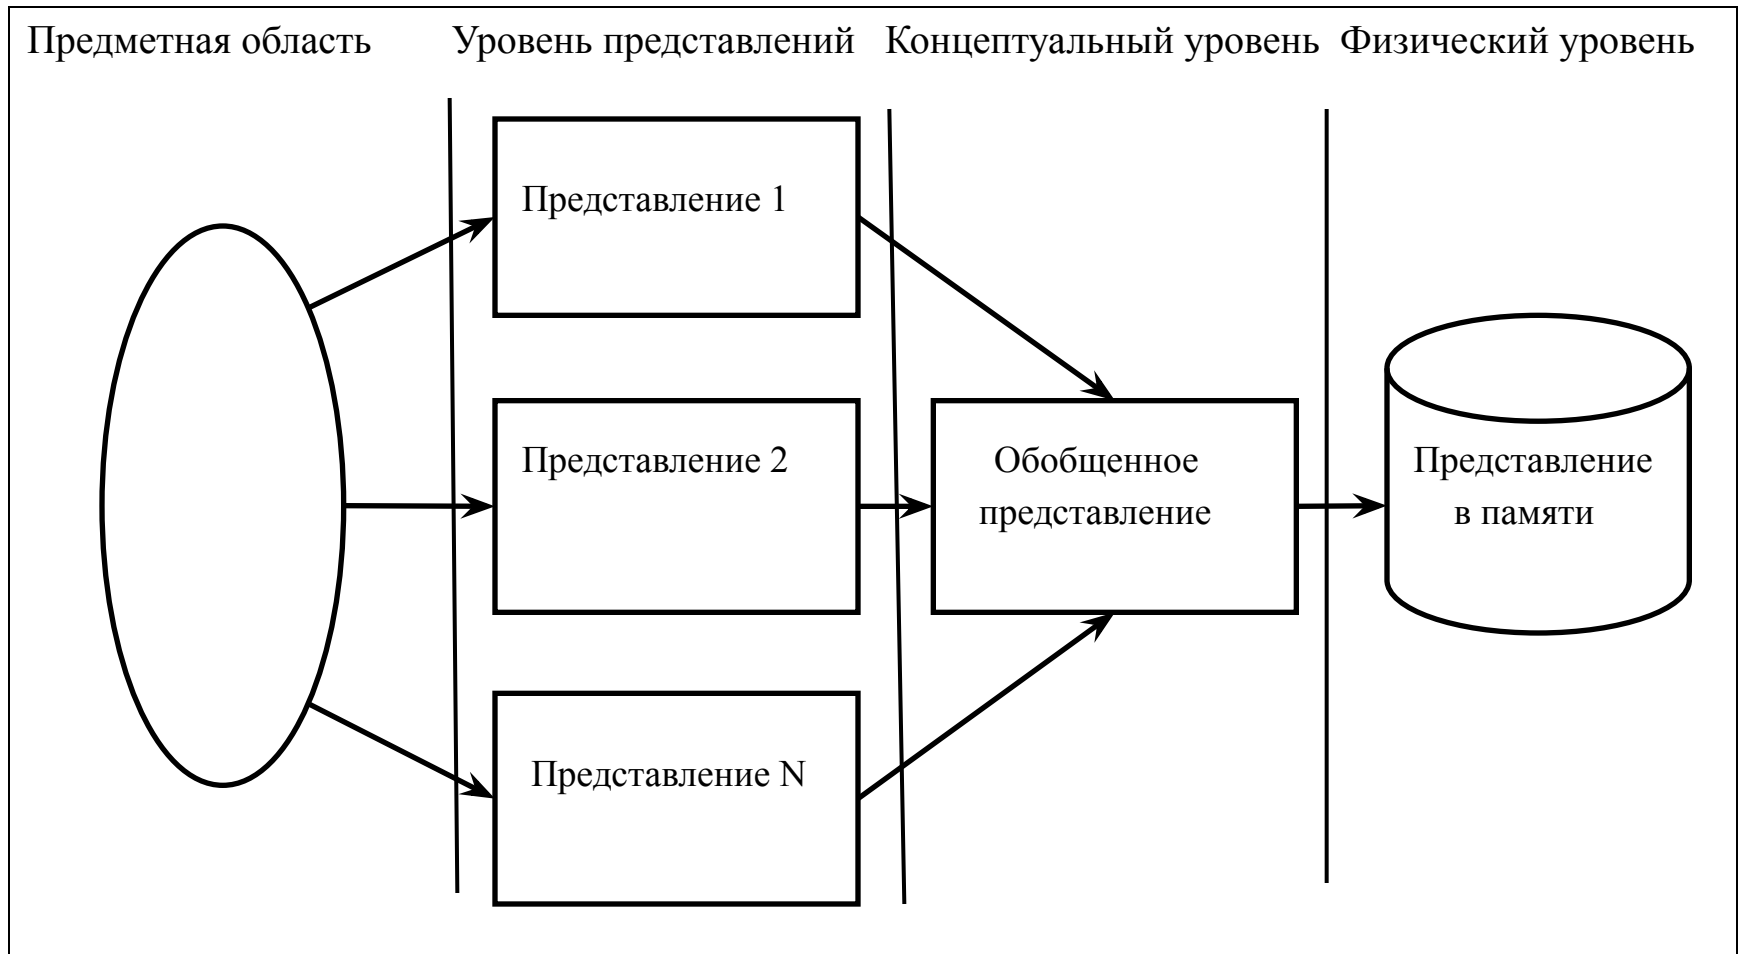 Предметная область
Уровень представлений
Концептуальный уровень
Физический уровень
Представление 1
Представление 2
Обобщенное
представление
Представление
в памяти
Представление N